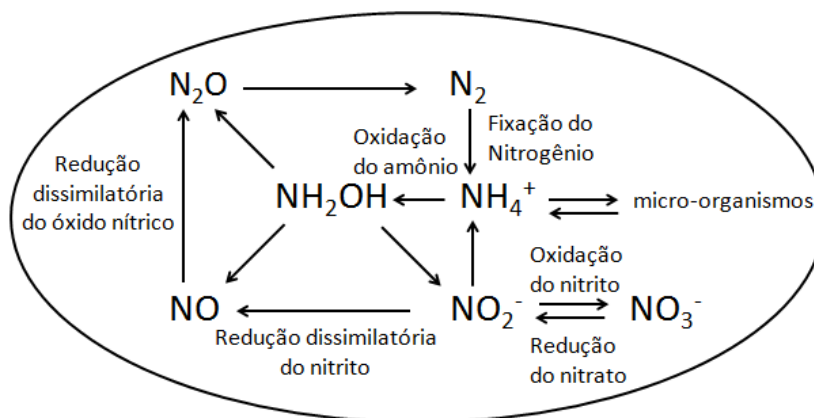 N₂O
N₂
Oxidação
do amônio
Fixação do
Nitrogênio
Redução
dissimilatória
do óxido nítrico
NH₂OH
NH₄⁺
micro-organismos
Oxidação
do nitrito
NO
NO₂⁻
NO₃⁻
Redução dissimilatória
do nitrito
Redução
do nitrato